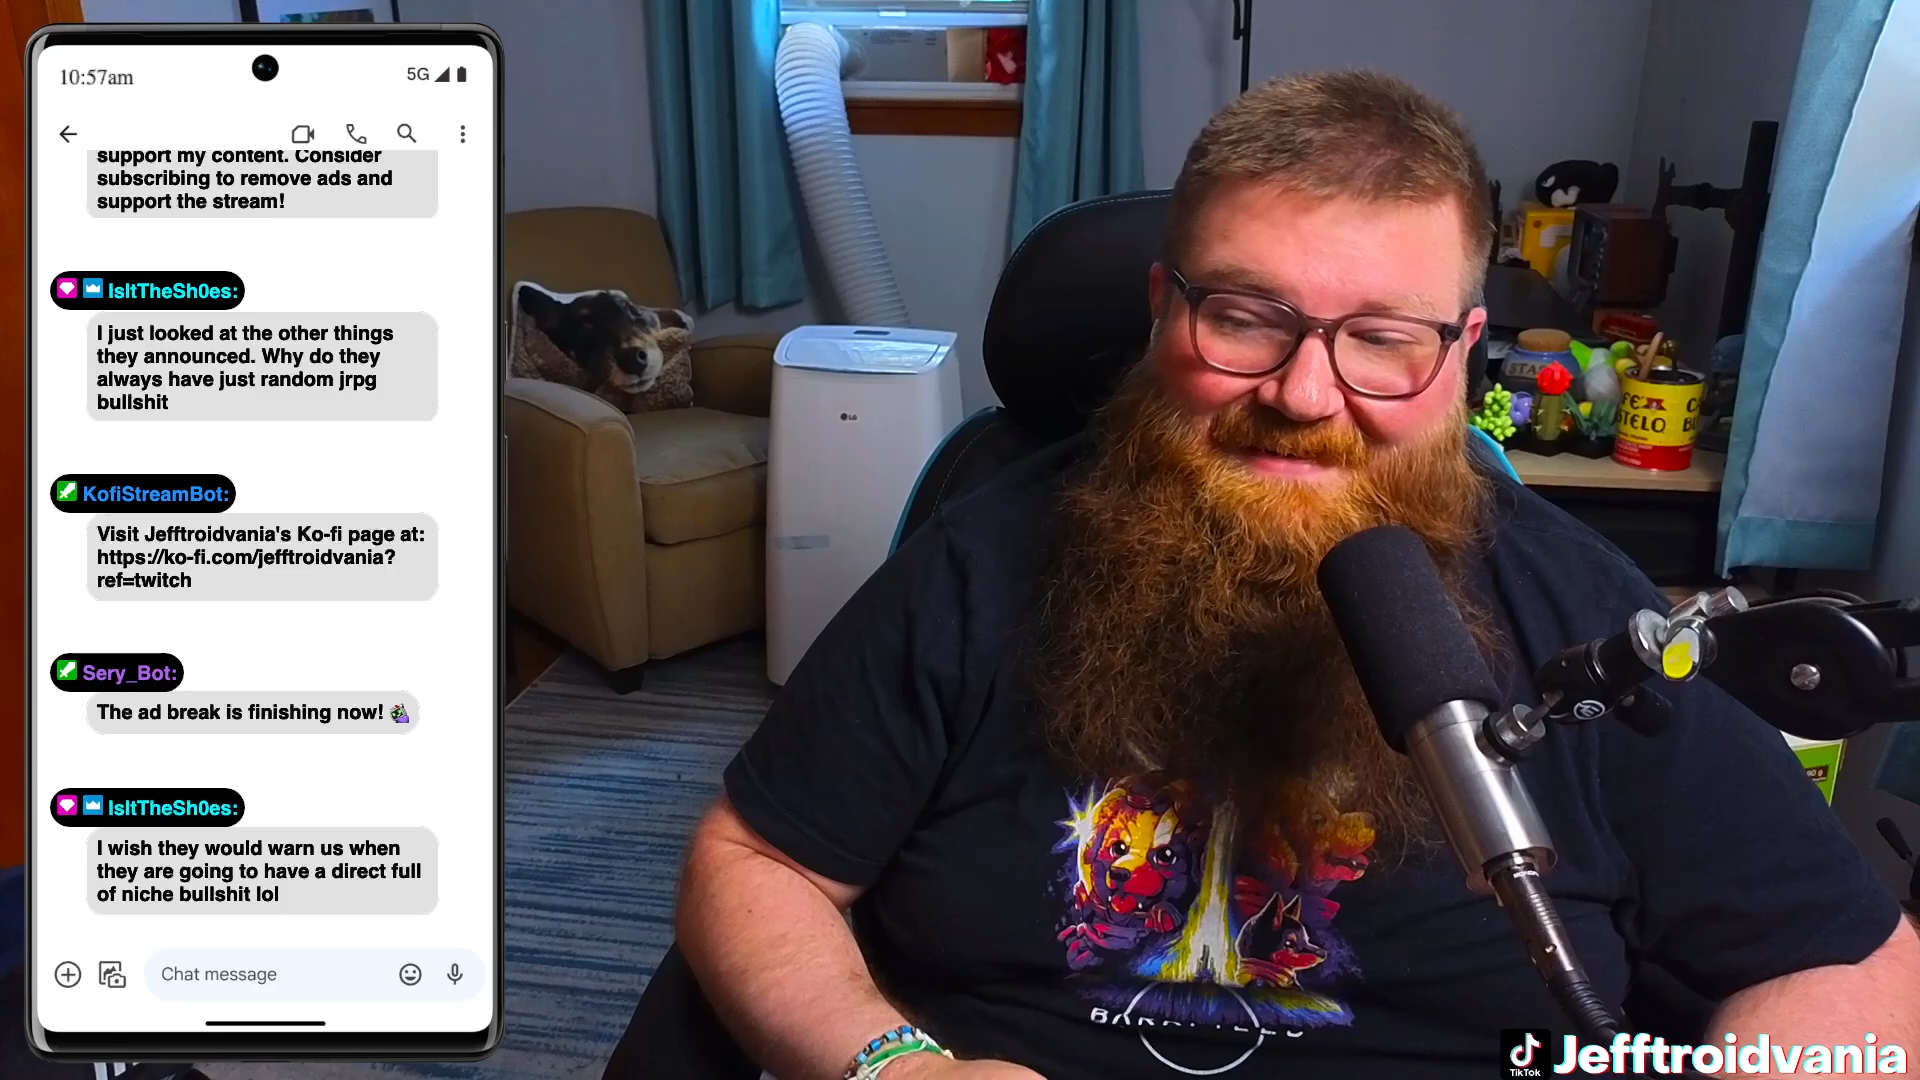 10:57am
5G
support my content. Consider
subscribing to remove ads and
support the stream!
IsItTheSh0es:
I just looked at the other things
they announced. Why do they
always have just random jrpg
bullshit
KofiStreamBot:
Visit Jefftroidvania's Ko-fi page at:
https://ko-fi.com/jefftroidvania?
ref=twitch
Sery_Bot:
The ad break is finishing now!
IsItTheSh0es:
I wish they would warn us when
they are going to have a direct full
of niche bullshit lol
Chat message
LG
TikTok
Jefftroidvania